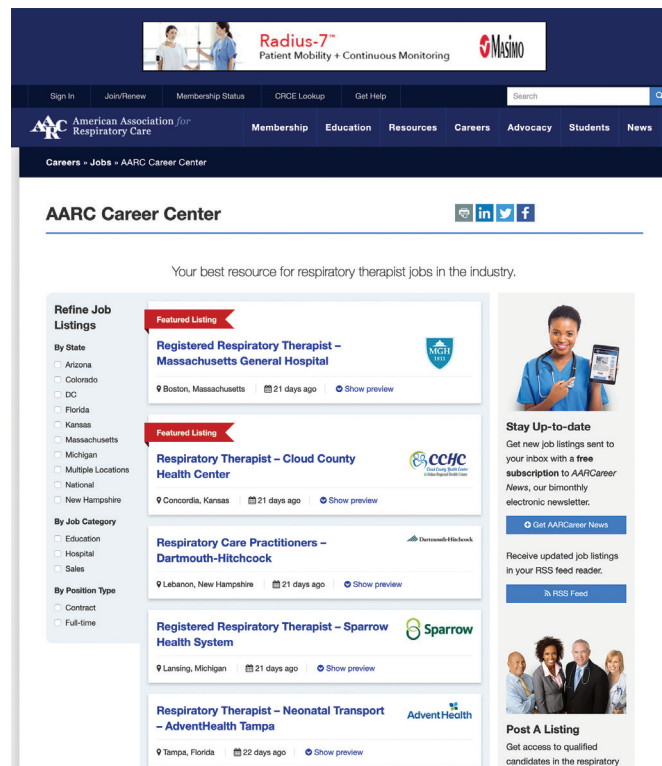 Radius-7™
Patient Mobility + Continuous Monitoring
Masimo
Sign In Join/Renew Membership Status CRCE Lookup Get Help Search
AARC American Association for
Respiratory Care
Membership Education Resources Careers Advocacy Students News
Careers » Jobs » AARC Career Center
AARC Career Center
in f
Your best resource for respiratory therapist jobs in the industry.
Refine Job
Listings
By State
Arizona
Colorado
DC
Florida
Kansas
Massachusetts
Michigan
Multiple Locations
National
New Hampshire
By Job Category
Education
Hospital
Sales
By Position Type
Contract
Full-time
Featured Listing
Registered Respiratory Therapist –
Massachusetts General Hospital
MGH
1811
Boston, Massachusetts 21 days ago Show preview
Featured Listing
Respiratory Therapist – Cloud County
Health Center
CCHC
Cloud County Health Center
Concordia, Kansas 21 days ago Show preview
Respiratory Care Practitioners –
Dartmouth-Hitchcock
Dartmouth-Hitchcock
Lebanon, New Hampshire 21 days ago Show preview
Registered Respiratory Therapist – Sparrow
Health System
Sparrow
Lansing, Michigan 21 days ago Show preview
Respiratory Therapist – Neonatal Transport
– AdventHealth Tampa
Advent Health
Tampa, Florida 22 days ago Show preview
Stay Up-to-date
Get new job listings sent to
your inbox with a free
subscription to AARCareer
News, our bimonthly
electronic newsletter.
Get AARCareer News
Receive updated job listings
in your RSS feed reader.
RSS Feed
Post A Listing
Get access to qualified
candidates in the respiratory